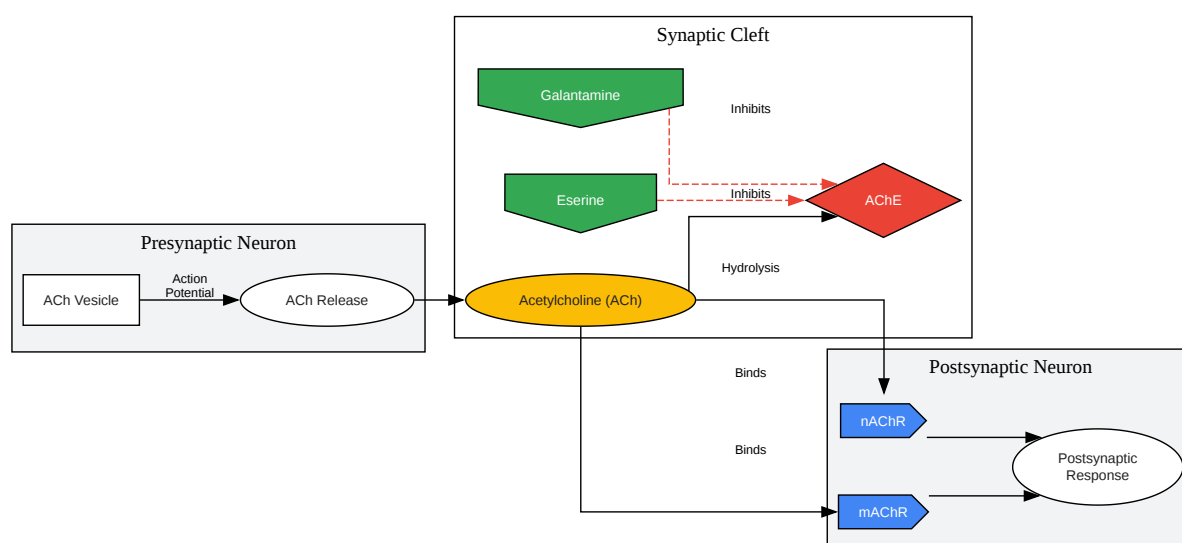 Synaptic Cleft
Galantamine
Inhibits
Eserine
Inhibits
AChE
Presynaptic Neuron
ACh Vesicle
Action
Potential
ACh Release
Hydrolysis
Acetylcholine (ACh)
Binds
Postsynaptic Neuron
nAChR
Binds
Postsynaptic
Response
mAChR